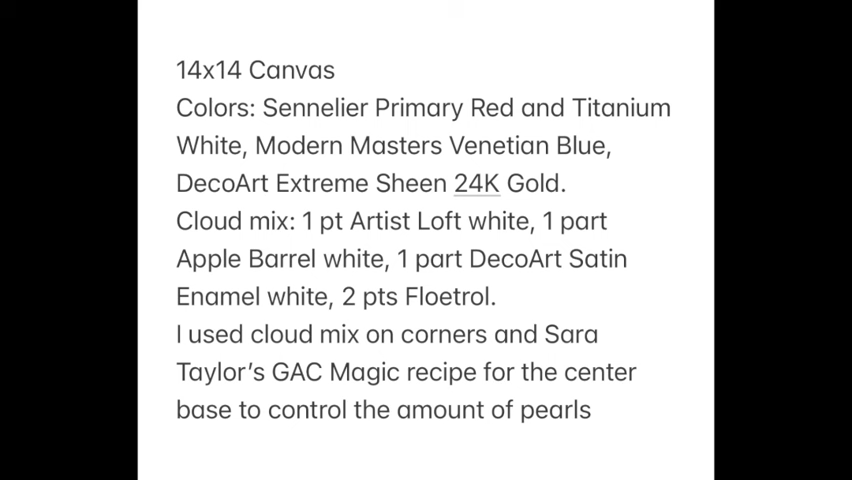 14x14 Canvas
Colors: Sennelier Primary Red and Titanium
White, Modern Masters Venetian Blue,
DecoArt Extreme Sheen 24K Gold.
Cloud mix: 1 pt Artist Loft white, 1 part
Apple Barrel white, 1 part DecoArt Satin
Enamel white, 2 pts Floetrol.
I used cloud mix on corners and Sara
Taylor’s GAC Magic recipe for the center
base to control the amount of pearls